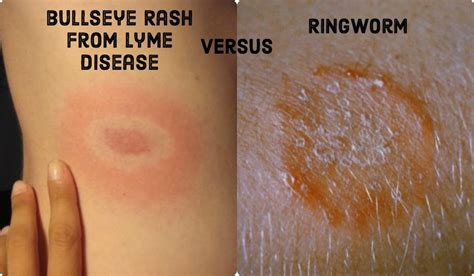 BULLSEYE RASH
FROM LYME
DISEASE
VERSUS
RINGWORM